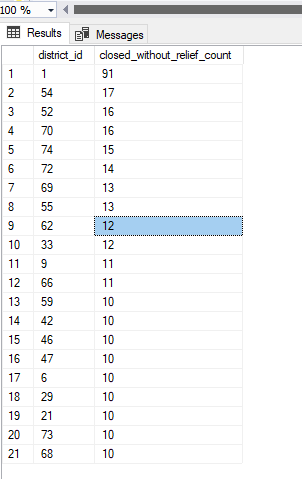 100 %
Results Messages
district_id closed_without_relief_count
1 1 91
2 54 17
3 52 16
4 70 16
5 74 15
6 72 14
7 69 13
8 55 13
9 62 12
10 33 12
11 9 11
12 66 11
13 59 10
14 42 10
15 46 10
16 47 10
17 6 10
18 29 10
19 21 10
20 73 10
21 68 10